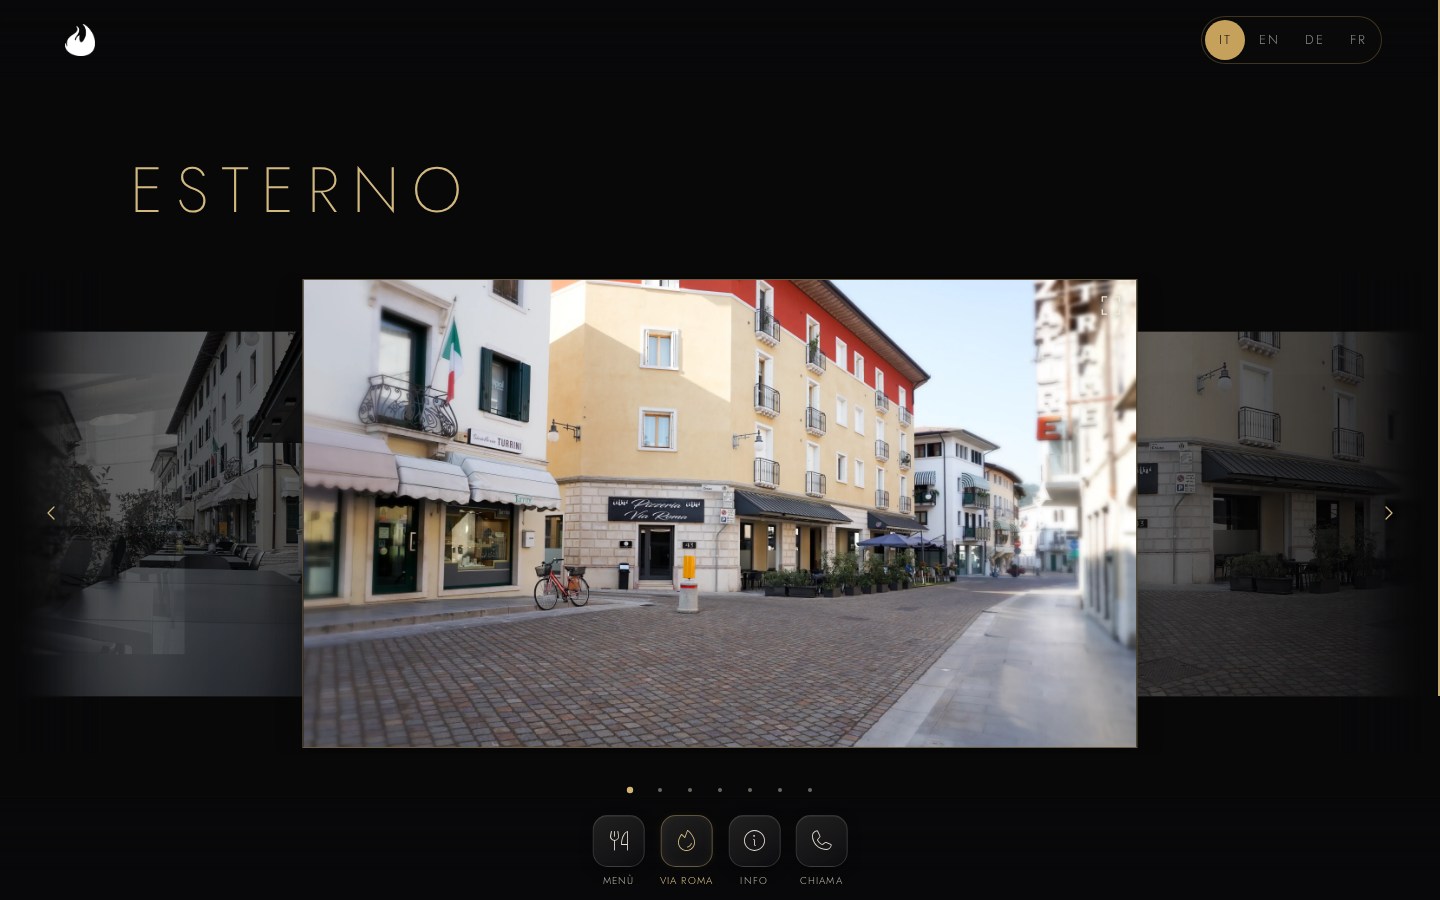 IT EN DE FR
ESTERNO
TURRINI
Pizzeria
Via Roma
MENÙ VIA ROMA INFO CHIAMA